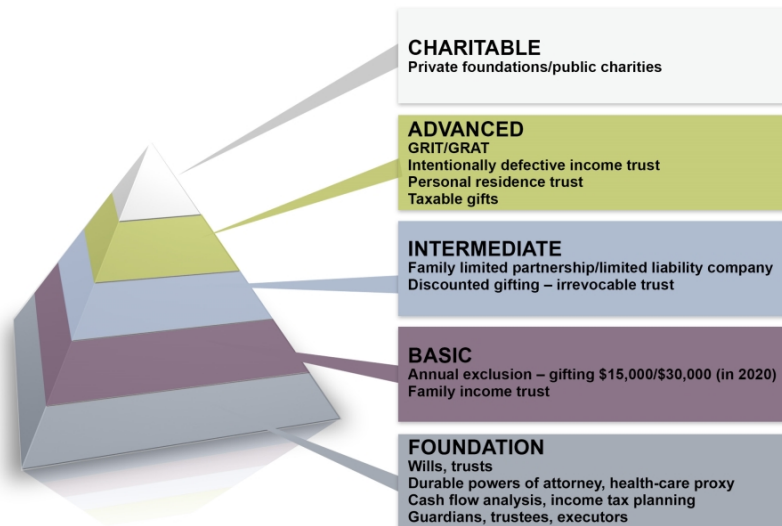 CHARITABLE
Private foundations/public charities
ADVANCED
GRIT/GRAT
Intentionally defective income trust
Personal residence trust
Taxable gifts
INTERMEDIATE
Family limited partnership/limited liability company
Discounted gifting – irrevocable trust
BASIC
Annual exclusion – gifting $15,000/$30,000 (in 2020)
Family income trust
FOUNDATION
Wills, trusts
Durable powers of attorney, health-care proxy
Cash flow analysis, income tax planning
Guardians, trustees, executors